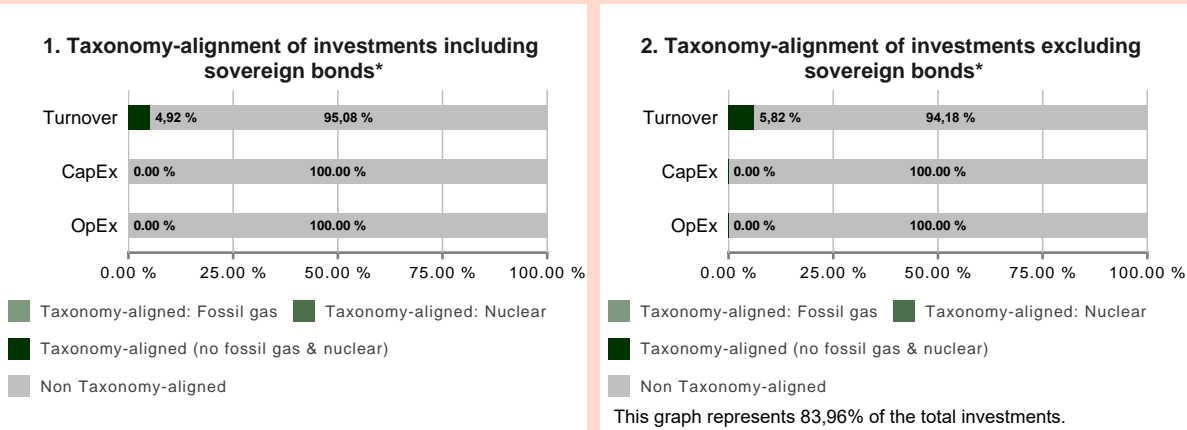 1. Taxonomy-alignment of investments including
sovereign bonds*
Turnover
4,92 %
95,08 %
CapEx
0.00 %
100.00 %
OpEx
0.00 %
100.00 %
0.00 %
25.00 %
50.00 %
75.00 %
100.00 %
Taxonomy-aligned: Fossil gas
Taxonomy-aligned: Nuclear
Taxonomy-aligned (no fossil gas & nuclear)
Non Taxonomy-aligned
2. Taxonomy-alignment of investments excluding
sovereign bonds*
Turnover
5,82 %
94,18 %
CapEx
0.00 %
100.00 %
OpEx
0.00 %
100.00 %
0.00 %
25.00 %
50.00 %
75.00 %
100.00 %
Taxonomy-aligned: Fossil gas
Taxonomy-aligned: Nuclear
Taxonomy-aligned (no fossil gas & nuclear)
Non Taxonomy-aligned
This graph represents 83,96% of the total investments.